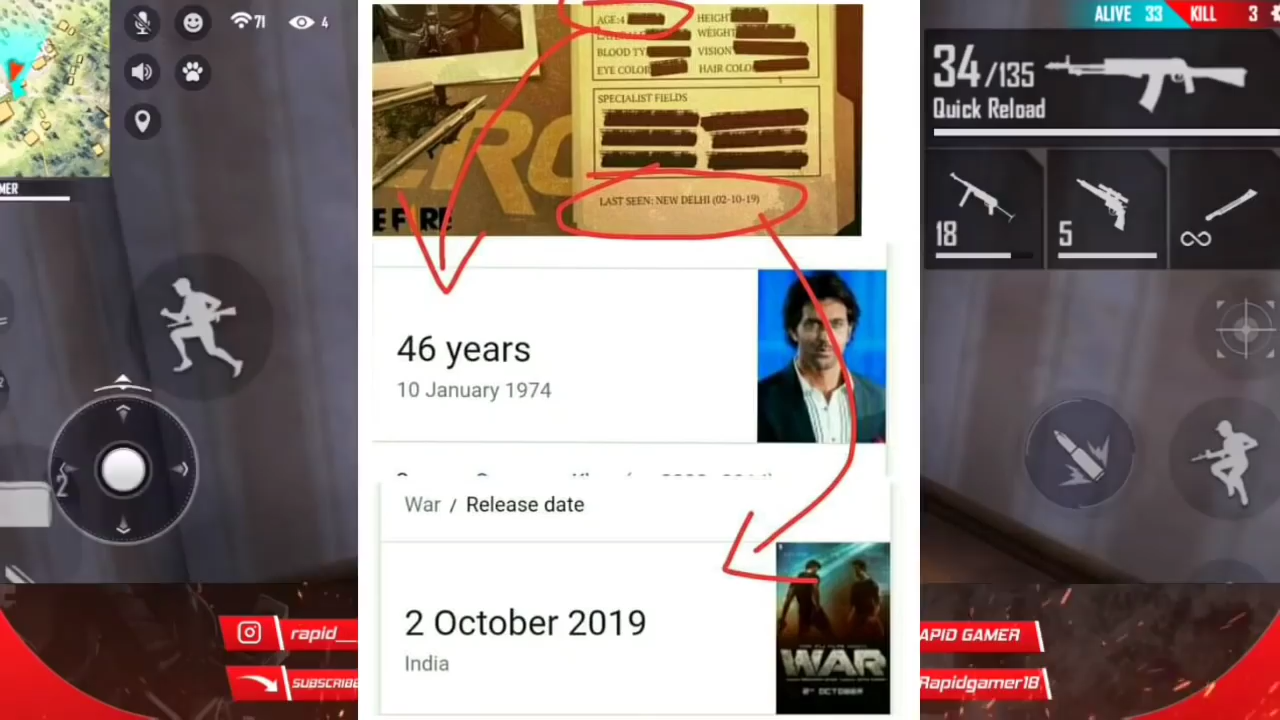 71
4
MER
2
AGE:4
HEIGHT
WEIGHT
BLOOD TY
VISION
EYE COLOR
HAIR COLO
SPECIALIST FIELDS
LAST SEEN: NEW DELHI (02-10-19)
E FIRE
46 years
10 January 1974
War / Release date
2 October 2019
India
WAR
2ND OCTOBER
ALIVE 33 KILL 3
34/135
Quick Reload
18
5
∞
rapid__
SUBSCRIBE
APID GAMER
Rapidgamer18